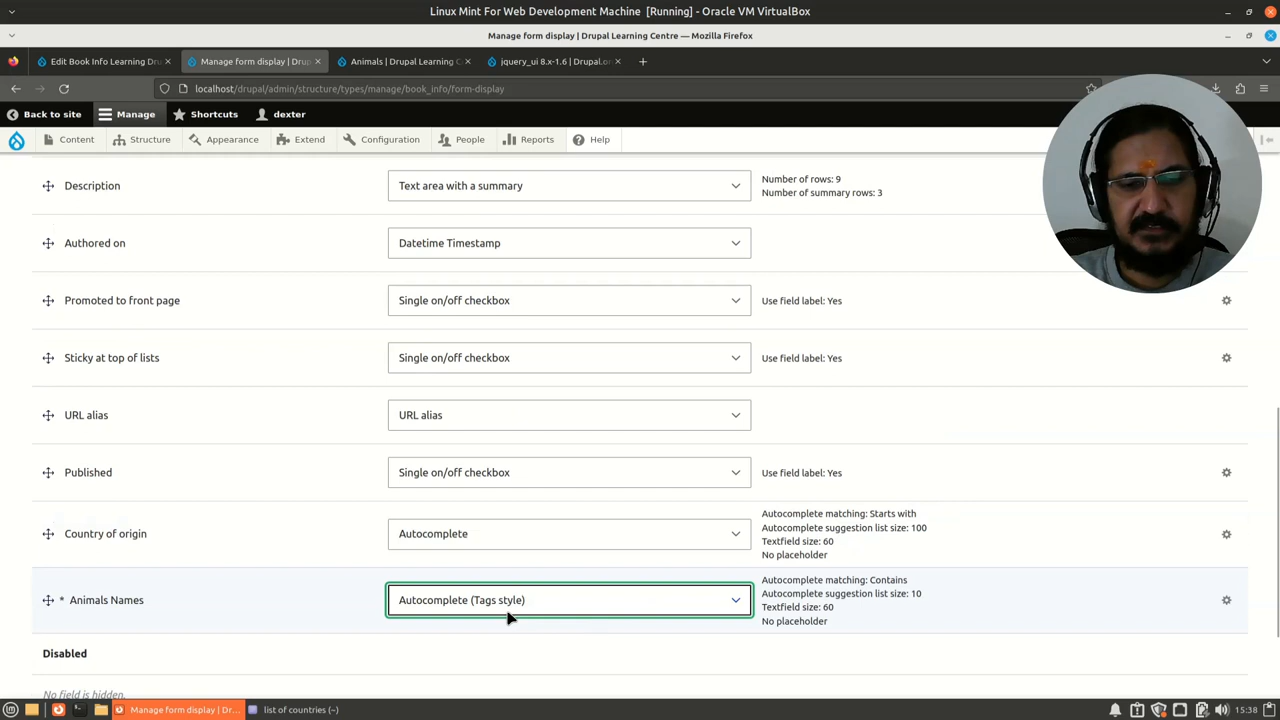 Linux Mint For Web Development Machine [Running] - Oracle VM VirtualBox
Manage form display | Drupal Learning Centre — Mozilla Firefox
Edit Book Info Learning Dru
Manage form display | Drup
Animals | Drupal Learning C
jquery_ui 8.x-1.6 | Drupal.or
localhost/drupal/admin/structure/types/manage/book_info/form-display
Back to site
Manage
Shortcuts
dexter
Content
Structure
Appearance
Extend
Configuration
People
Reports
Help
Description
Text area with a summary
Number of rows: 9
Number of summary rows: 3
Authored on
Datetime Timestamp
Promoted to front page
Single on/off checkbox
Use field label: Yes
Sticky at top of lists
Single on/off checkbox
Use field label: Yes
URL alias
URL alias
Published
Single on/off checkbox
Use field label: Yes
Country of origin
Autocomplete
Autocomplete matching: Starts with
Autocomplete suggestion list size: 100
Textfield size: 60
No placeholder
* Animals Names
Autocomplete (Tags style)
Autocomplete matching: Contains
Autocomplete suggestion list size: 10
Textfield size: 60
No placeholder
Disabled
No field is hidden.
Manage form display | Dr...
list of countries (~)
15:38